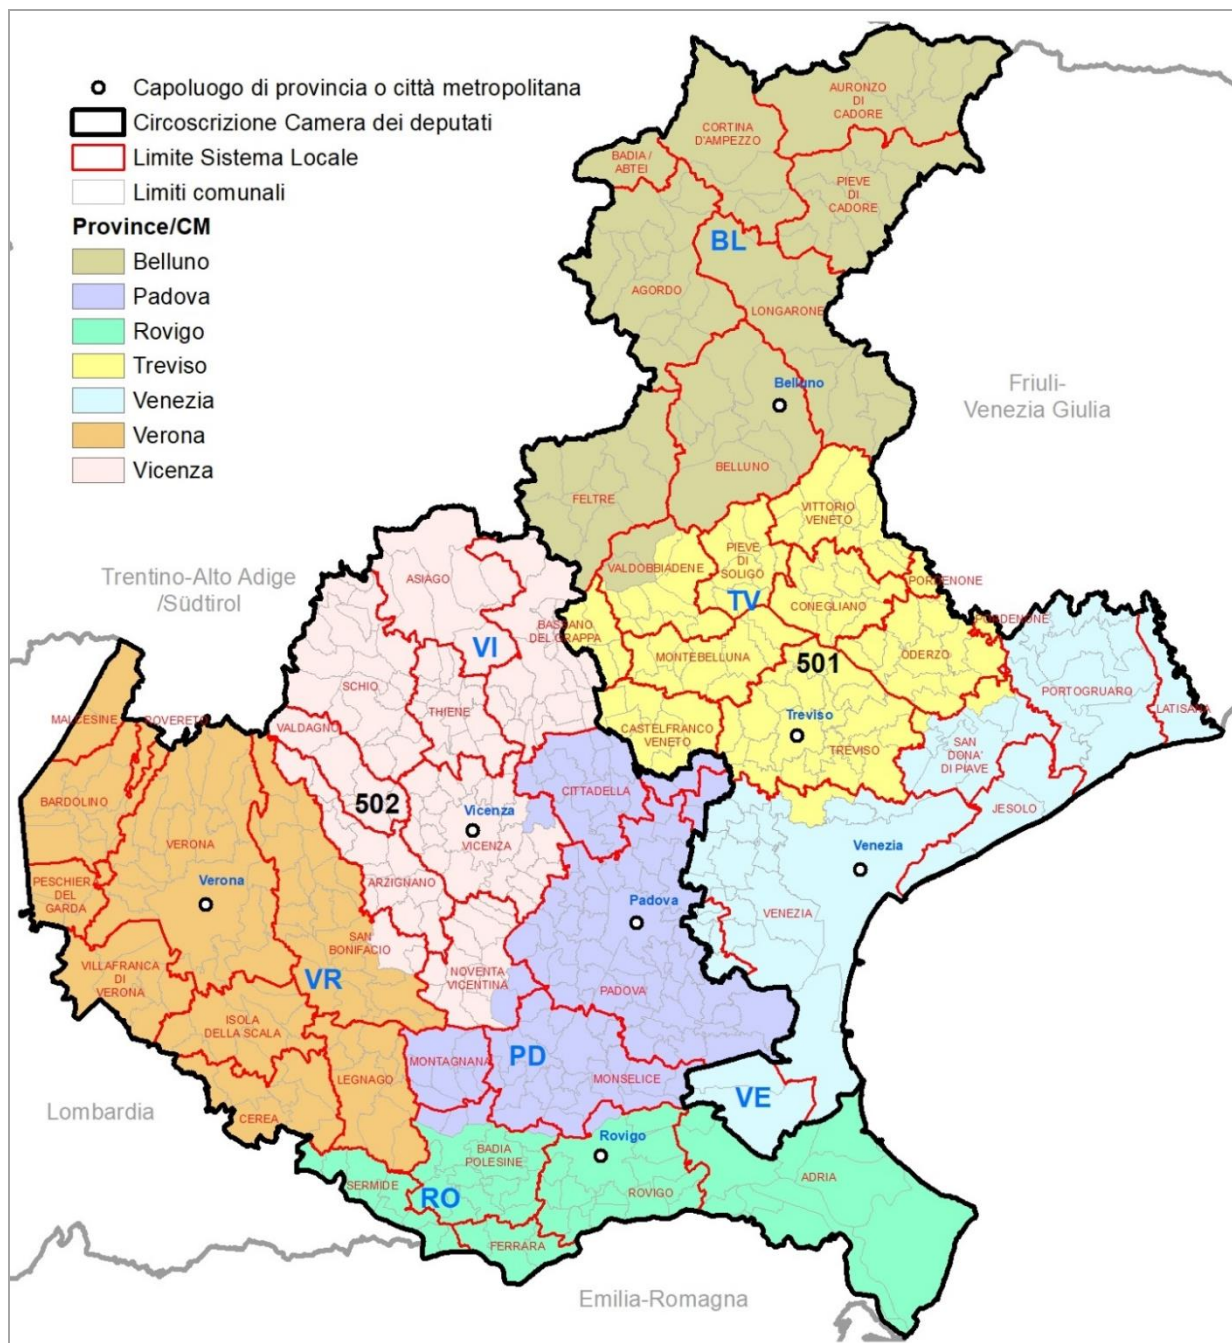 Capoluogo di provincia o città metropolitana
Circoscrizione Camera dei deputati
Limite Sistema Locale
Limiti comunali
Province/CM
Belluno
Padova
Rovigo
Treviso
Venezia
Verona
Vicenza
AURONZO
DI
CADORE
CORTINA
D'AMPEZZO
BADIA /
ABTEI
PIEVE
DI
CADORE
BL
AGORDO
LONGARONE
Belluno
Friuli-
Venezia Giulia
BELLUNO
FELTRE
VITTORIO
VENETO
Trentino-Alto Adige
/Südtirol
ASIAGO
VALDOBBIADENE
PIEVE
DI
SOLIGO
PORDENONE
TV
CONEGLIANO
BASSANO
DEL GRAPPA
PORDENONE
VI
MONTEBELLUNA
501
ODERZO
SCHIO
PORTOGRUARO
THIENE
LATISANA
MALCESINE
ROVERETO
VALDAGNO
CASTELFRANCO
VENETO
Treviso
TREVISO
SAN
DONA'
DI PIAVE
BARDOLINO
502
CITTADELLA
JESOLO
Vicenza
VICENZA
VERONA
Venezia
PESCHIERA
DEL
GARDA
Verona
ARZIGNANO
Padova
VENEZIA
SAN
BONIFACIO
VILLAFRANCA
DI
VERONA
VR
NOVENTA
VICENTINA
PADOVA
ISOLA
DELLA SCALA
PD
MONTAGNANA
LEGNAGO
MONSELICE
VE
Lombardia
CEREA
Rovigo
BADIA
POLESINE
ADRIA
SERMIDE
RO
ROVIGO
FERRARA
Emilia-Romagna